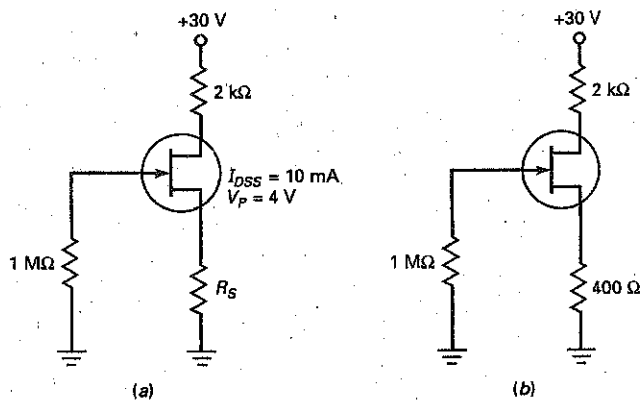 +30 V
2 kΩ
I_DSS = 10 mA
V_P = 4 V
1 MΩ
R_S
(a)
+30 V
2 kΩ
1 MΩ
400 Ω
(b)